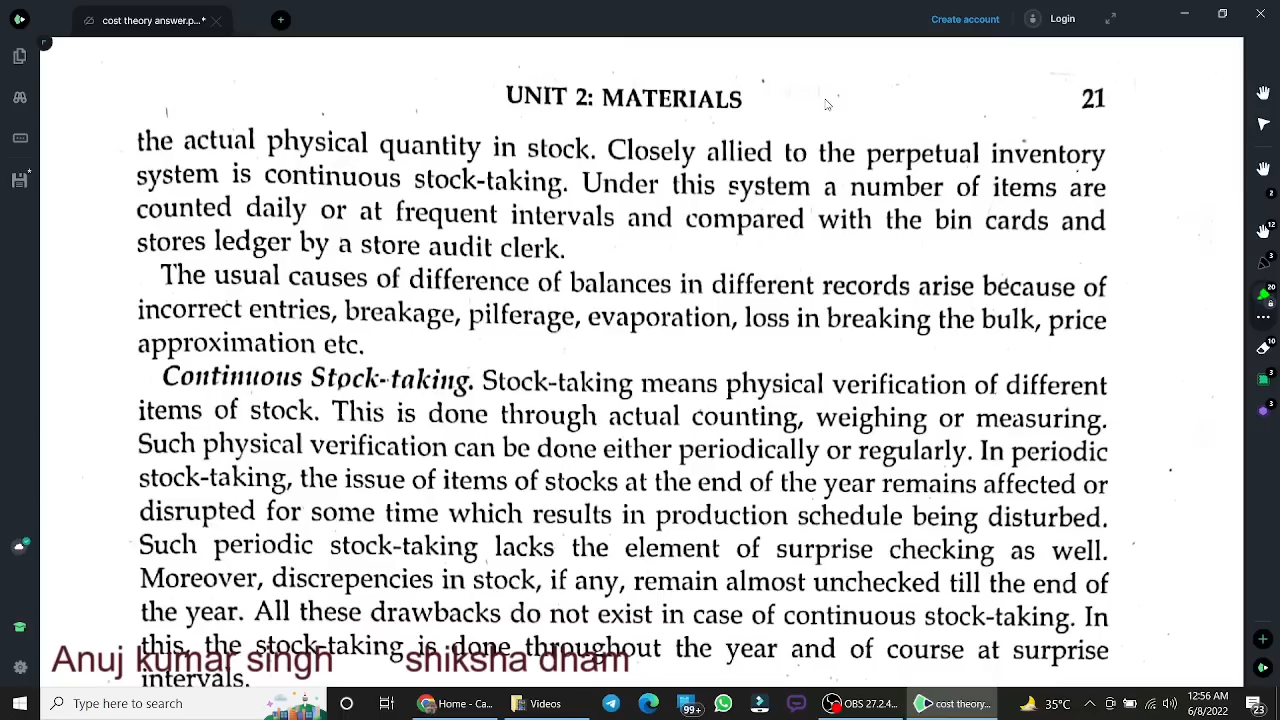 cost theory answer.p... *
Create account
Login
UNIT 2: MATERIALS 21
the actual physical quantity in stock. Closely allied to the perpetual inventory
system is continuous stock-taking. Under this system a number of items are
counted daily or at frequent intervals and compared with the bin cards and
stores ledger by a store audit clerk.
The usual causes of difference of balances in different records arise because of
incorrect entries, breakage, pilferage, evaporation, loss in breaking the bulk, price
approximation etc.
Continuous Stock-taking. Stock-taking means physical verification of different
items of stock. This is done through actual counting, weighing or measuring.
Such physical verification can be done either periodically or regularly. In periodic
stock-taking, the issue of items of stocks at the end of the year remains affected or
disrupted for some time which results in production schedule being disturbed.
Such periodic stock-taking lacks the element of surprise checking as well.
Moreover, discrepencies in stock, if any, remain almost unchecked till the end of
the year. All these drawbacks do not exist in case of continuous stock-taking. In
this, the stock-taking is done throughout the year and of course at surprise
intervals.
Anuj kumar singh shiksha dham
2
12
3
20
10
3
3
Type here to search
Home - Ca...
Videos
99+
OBS 27.2.4...
cost theory...
35°C
12:56 AM
6/8/2022
23